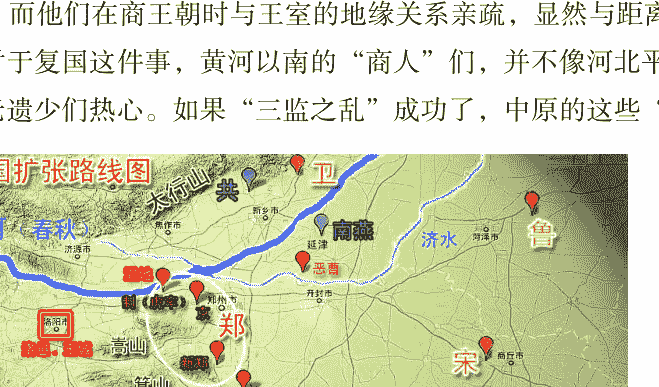 而他们在商王朝时与王室的地缘关系亲疏，显然与距离
于复国这件事，黄河以南的“商人”们，并不像河北平
遗少们热心。如果“三监之乱”成功了，中原的这些“
国扩张路线图
太行山
共
卫
新乡市
鲁
（春秋）
焦作市
南燕
济源市
延津
济水
菏泽市
恶曹
制（虎牢）
京
郑州市
开封市
洛阳市
郑
嵩山
新郑
宋
商丘市
箕山